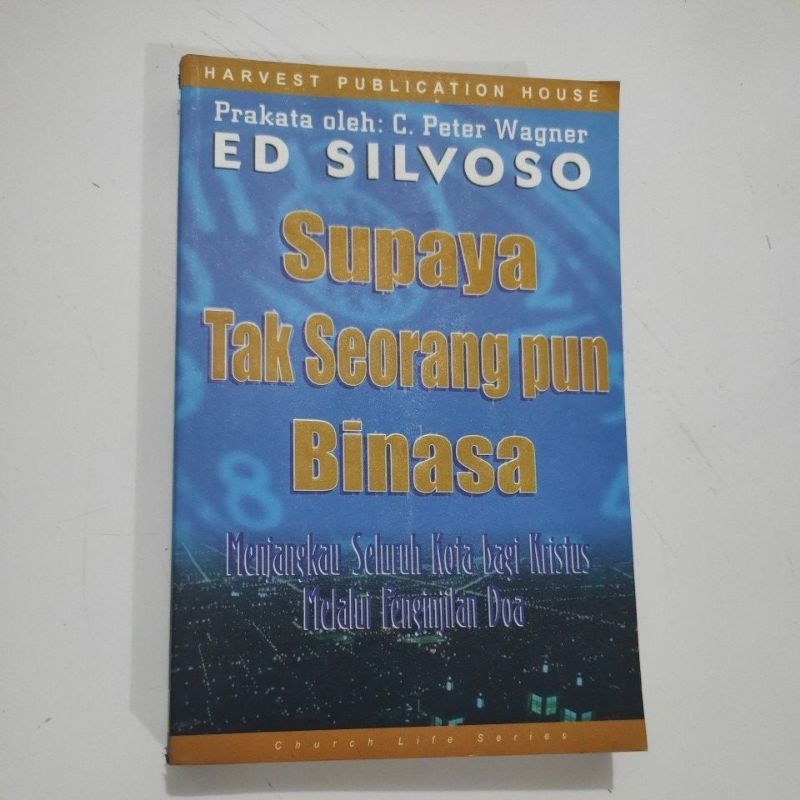 HARVEST PUBLICATION HOUSE
Prakata oleh: C. Peter Wagner
ED SILVOSO
Supaya
Tak Seorang pun
Binasa
8
Menjangkau Seluruh Kota bagi Kristus
Melalui Penginjilan Doa
Church Life Series